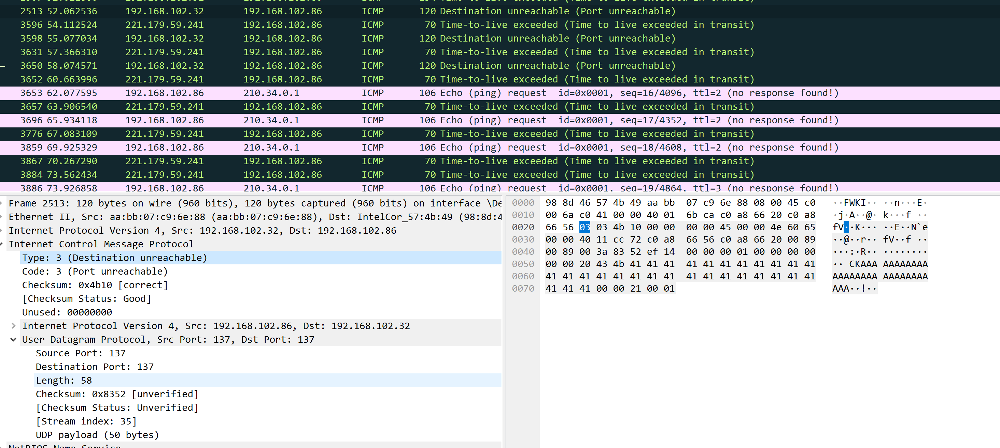 2513 52.062536 192.168.102.32 192.168.102.86 ICMP 120 Destination unreachable (Port unreachable)
3596 54.112524 221.179.59.241 192.168.102.86 ICMP 70 Time-to-live exceeded (Time to live exceeded in transit)
3598 55.077034 192.168.102.32 192.168.102.86 ICMP 120 Destination unreachable (Port unreachable)
3631 57.366310 221.179.59.241 192.168.102.86 ICMP 70 Time-to-live exceeded (Time to live exceeded in transit)
3650 58.074571 192.168.102.32 192.168.102.86 ICMP 120 Destination unreachable (Port unreachable)
3652 60.663996 221.179.59.241 192.168.102.86 ICMP 70 Time-to-live exceeded (Time to live exceeded in transit)
3653 62.077595 192.168.102.86 210.34.0.1 ICMP 106 Echo (ping) request id=0x0001, seq=16/4096, ttl=2 (no response found!)
3657 63.906540 221.179.59.241 192.168.102.86 ICMP 70 Time-to-live exceeded (Time to live exceeded in transit)
3696 65.934118 192.168.102.86 210.34.0.1 ICMP 106 Echo (ping) request id=0x0001, seq=17/4352, ttl=2 (no response found!)
3776 67.083109 221.179.59.241 192.168.102.86 ICMP 70 Time-to-live exceeded (Time to live exceeded in transit)
3859 69.925329 192.168.102.86 210.34.0.1 ICMP 106 Echo (ping) request id=0x0001, seq=18/4608, ttl=2 (no response found!)
3867 70.267290 221.179.59.241 192.168.102.86 ICMP 70 Time-to-live exceeded (Time to live exceeded in transit)
3884 73.562434 221.179.59.241 192.168.102.86 ICMP 70 Time-to-live exceeded (Time to live exceeded in transit)
3886 73.926858 192.168.102.86 210.34.0.1 ICMP 106 Echo (ping) request id=0x0001, seq=19/4864, ttl=3 (no response found!)
Frame 2513: 120 bytes on wire (960 bits), 120 bytes captured (960 bits) on interface \De
Ethernet II, Src: aa:bb:07:c9:6e:88 (aa:bb:07:c9:6e:88), Dst: IntelCor_57:4b:49 (98:8d:4
Internet Protocol Version 4, Src: 192.168.102.32, Dst: 192.168.102.86
Internet Control Message Protocol
Type: 3 (Destination unreachable)
Code: 3 (Port unreachable)
Checksum: 0x4b10 [correct]
[Checksum Status: Good]
Unused: 00000000
Internet Protocol Version 4, Src: 192.168.102.86, Dst: 192.168.102.32
User Datagram Protocol, Src Port: 137, Dst Port: 137
Source Port: 137
Destination Port: 137
Length: 58
Checksum: 0x8352 [unverified]
[Checksum Status: Unverified]
[Stream index: 35]
UDP payload (50 bytes)
NetBIOS Name Service
0000 98 8d 46 57 4b 49 aa bb 07 c9 6e 88 08 00 45 c0 ··FWKI·· ··n···E·
0010 00 6a c0 41 00 00 40 01 6b ca c0 a8 66 20 c0 a8 ·j·A··@· k···f ··
0020 66 56 03 03 4b 10 00 00 00 00 45 00 00 4e 60 65 fV··K··· ··E··N`e
0030 00 00 40 11 cc 72 c0 a8 66 56 c0 a8 66 20 00 89 ··@··r·· fV··f ··
0040 00 89 00 3a 83 52 ef 14 00 00 00 01 00 00 00 00 ···:·R·· ········
0050 00 00 20 43 4b 41 41 41 41 41 41 41 41 41 41 41 ·· CKAAA AAAAAAAA
0060 41 41 41 41 41 41 41 41 41 41 41 41 41 41 41 41 AAAAAAAA AAAAAAAA
0070 41 41 41 00 00 21 00 01 AAA··!··